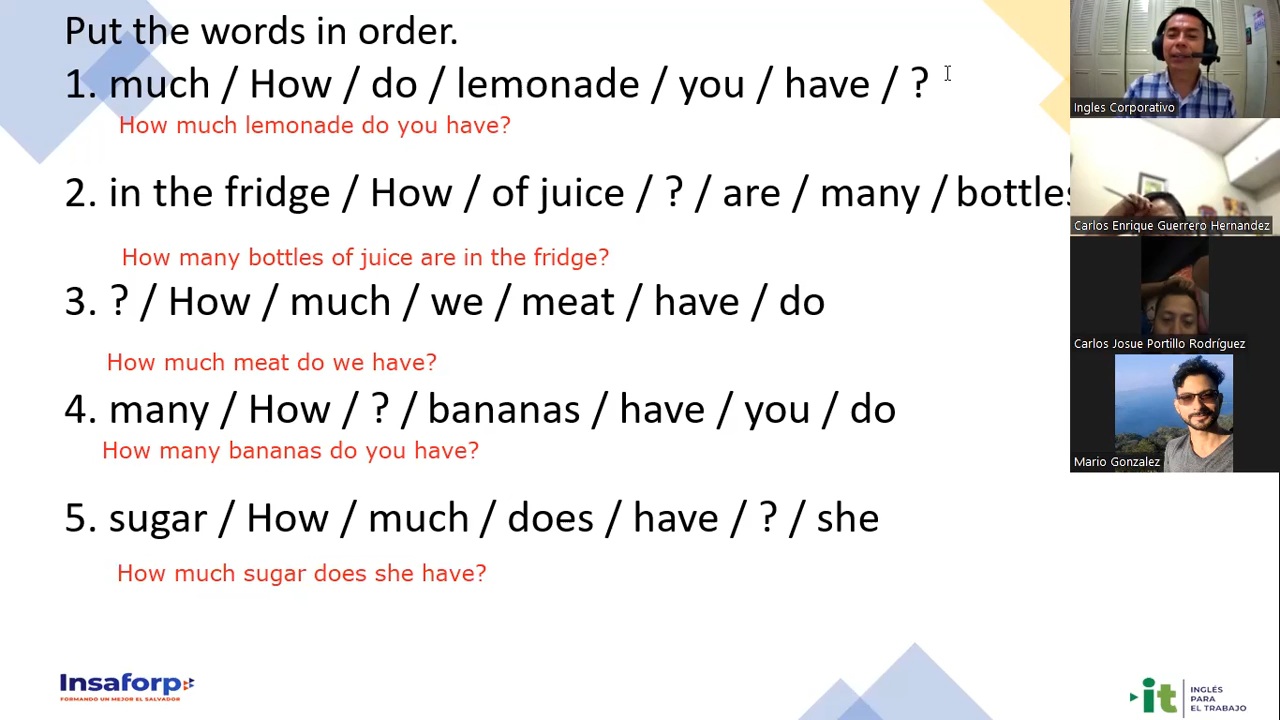 Put the words in order.
1. much / How / do / lemonade / you / have / ?
How much lemonade do you have?
2. in the fridge / How / of juice / ? / are / many / bottles
How many bottles of juice are in the fridge?
3. ? / How / much / we / meat / have / do
How much meat do we have?
4. many / How / ? / bananas / have / you / do
How many bananas do you have?
5. sugar / How / much / does / have / ? / she
How much sugar does she have?
Ingles Corporativo
Carlos Enrique Guerrero Hernandez
Carlos Josue Portillo Rodríguez
Mario Gonzalez
Insaforp
FORMANDO UN MEJOR EL SALVADOR
it
INGLÉS
PARA
EL TRABAJO